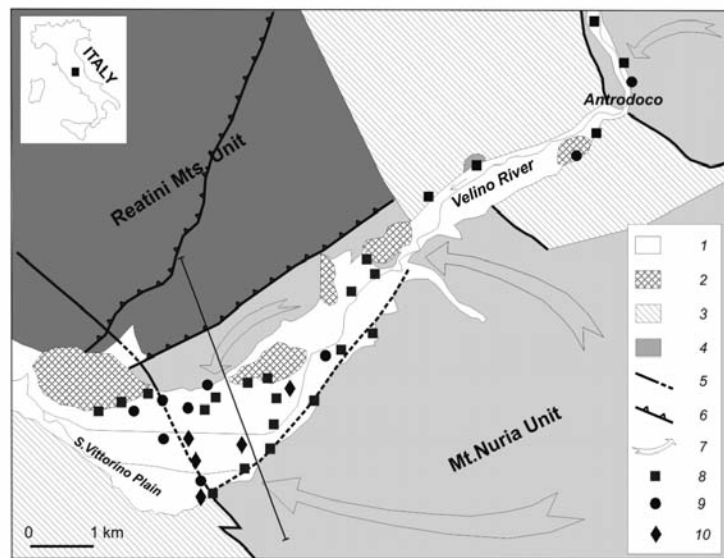 ITALY
Antrodoco
Reatini Mts. Unit
Velino River
Mt.Nuria Unit
S.Vittorino Plain
0 1 km
1
2
3
4
5
6
7
8
9
10